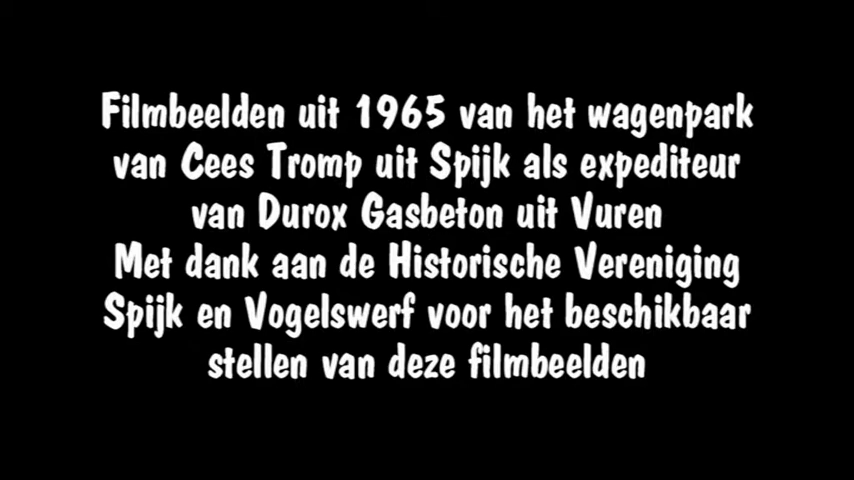 Filmbeelden uit 1965 van het wagenpark
van Cees Tromp uit Spijk als expediteur
van Durox Gasbeton uit Vuren
Met dank aan de Historische Vereniging
Spijk en Vogelswerf voor het beschikbaar
stellen van deze filmbeelden